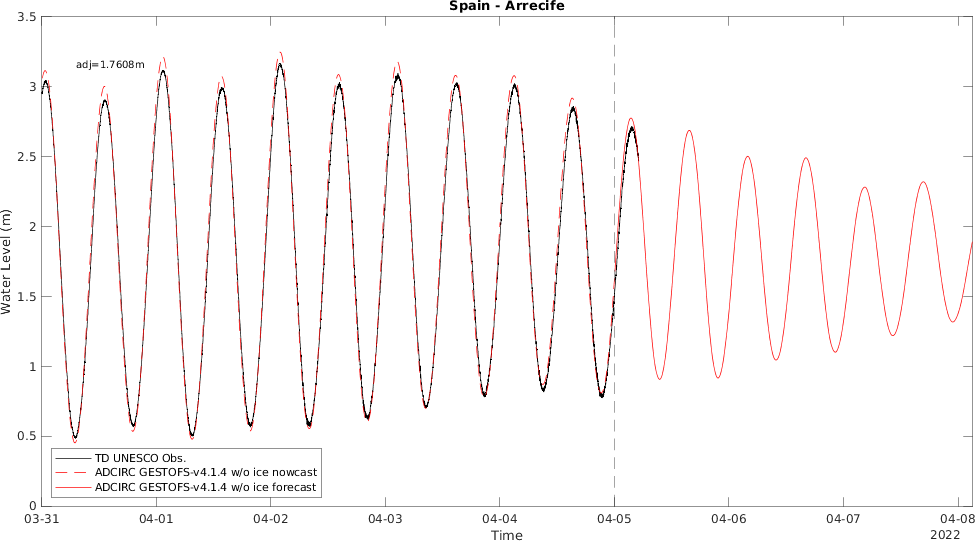 Spain - Arrecife
adj=1.7608m
Water Level (m)
3.5
3
2.5
2
1.5
1
0.5
0
TD UNESCO Obs.
ADCIRC GESTOFS-v4.1.4 w/o ice nowcast
ADCIRC GESTOFS-v4.1.4 w/o ice forecast
03-31 04-01 04-02 04-03 04-04 04-05 04-06 04-07 04-08
Time
2022